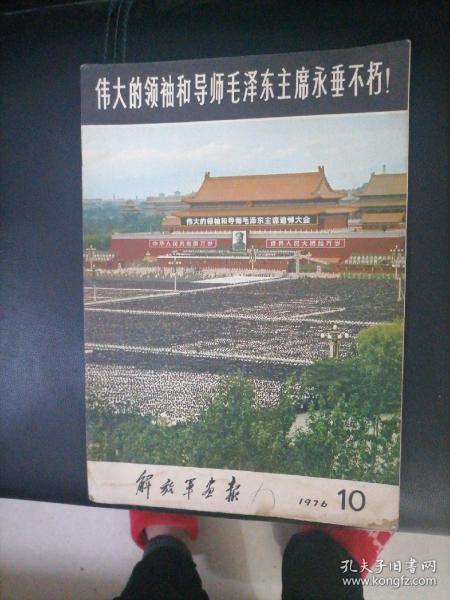 伟大的领袖和导师毛泽东主席永垂不朽!
伟大的领袖和导师毛泽东主席追悼大会
中华人民共和国万岁
世界人民大团结万岁
解放军画报
1976 10
孔夫子旧书网
www.kongfz.com